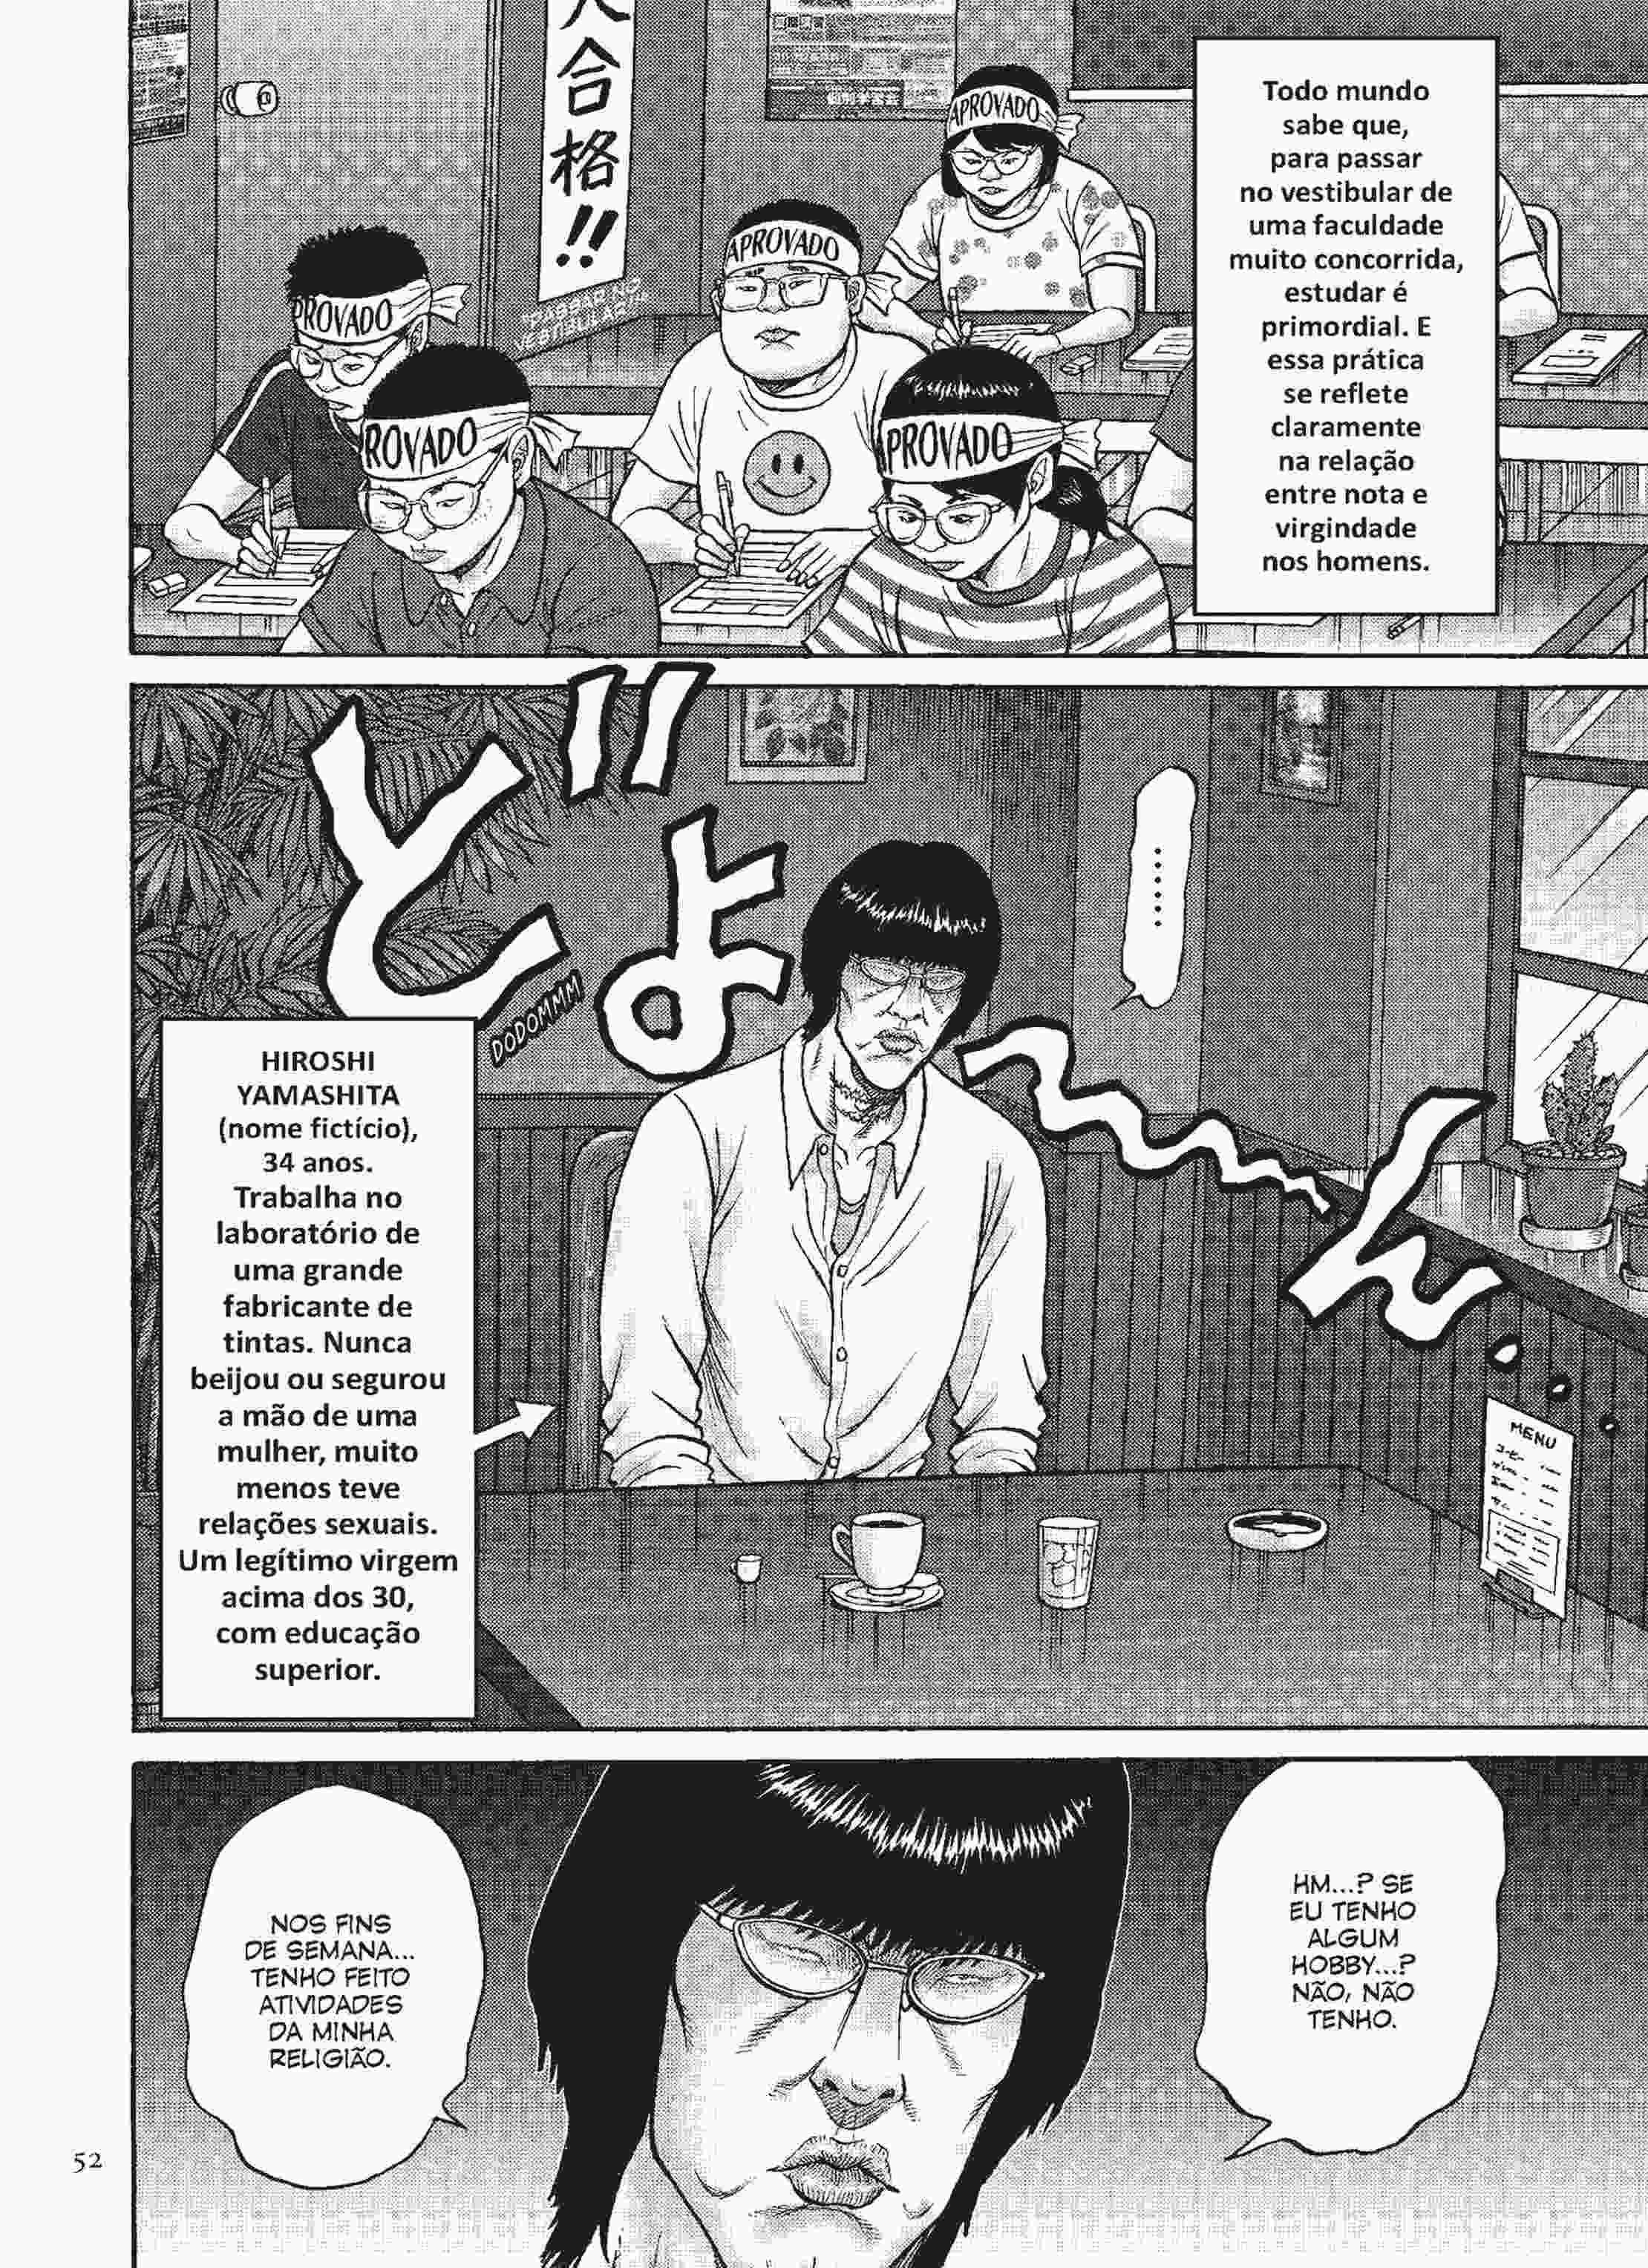 合格!!
"PASSAR NO
VESTIBULAR"
APROVADO
APROVADO
PROVADO
ROVADO
APROVADO
Todo mundo
sabe que,
para passar
no vestibular de
uma faculdade
muito concorrida,
estudar é
primordial. E
essa prática
se reflete
claramente
na relação
entre nota e
virgindade
nos homens.
......
どよ〜〜ん...
DODOMMM
HIROSHI
YAMASHITA
(nome fictício),
34 anos.
Trabalha no
laboratório de
uma grande
fabricante de
tintas. Nunca
beijou ou segurou
a mão de uma
mulher, muito
menos teve
relações sexuais.
Um legítimo virgem
acima dos 30,
com educação
superior.
MENU
HM...? SE
EU TENHO
ALGUM
HOBBY...?
NÃO, NÃO
TENHO.
NOS FINS
DE SEMANA...
TENHO FEITO
ATIVIDADES
DA MINHA
RELIGIÃO.
52